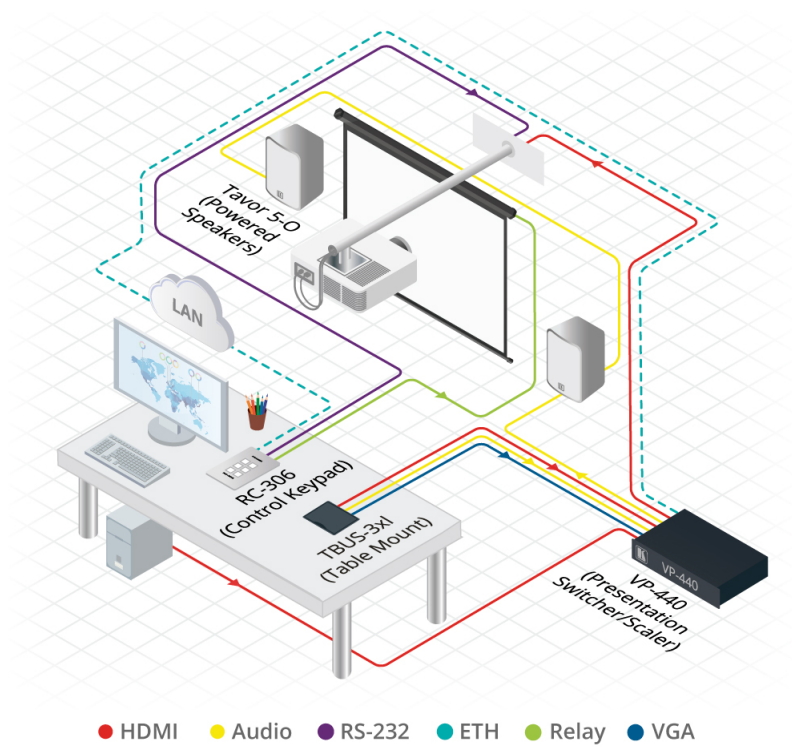 Tavor 5-O
(Powered
Speakers)
LAN
RC-306
(Control Keypad)
TBUS-3xl
(Table Mount)
VP-440
VP-440
(Presentation
Switcher/Scaler)
HDMI
Audio
RS-232
ETH
Relay
VGA